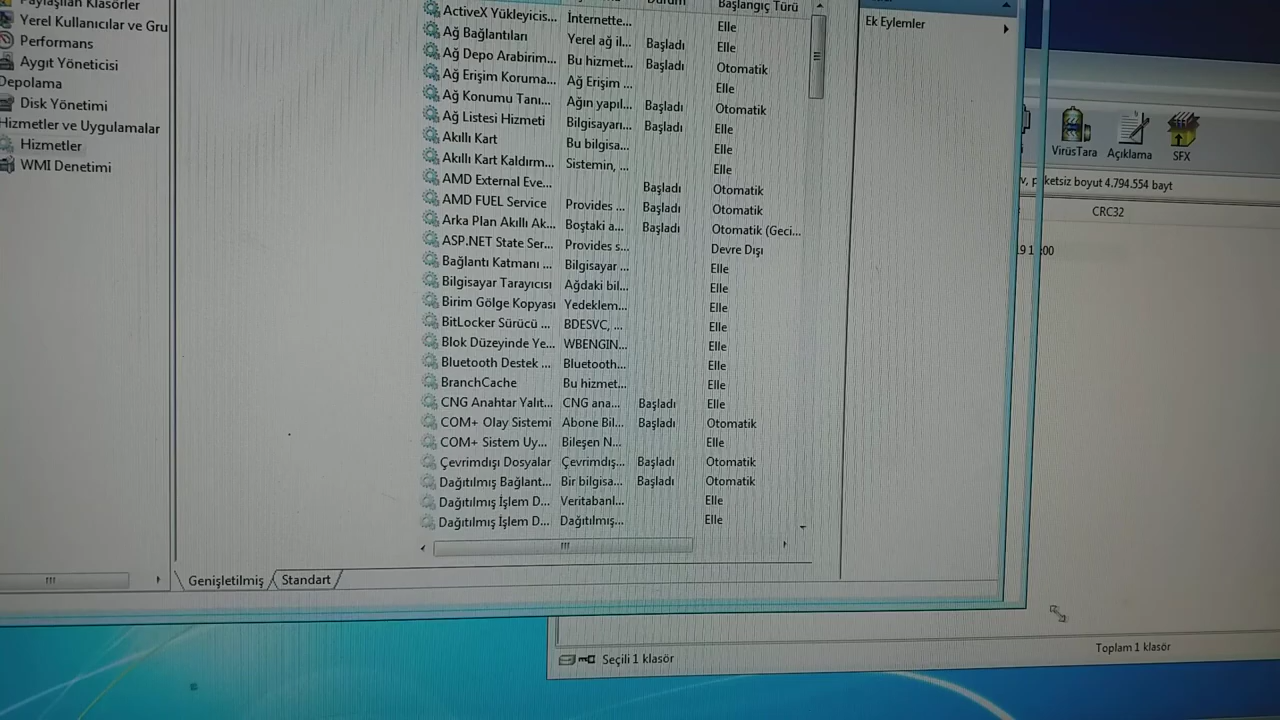 Paylaşılan Klasörler
Yerel Kullanıcılar ve Gru
Performans
Aygıt Yöneticisi
Depolama
Disk Yönetimi
Hizmetler ve Uygulamalar
Hizmetler
WMI Denetimi
Durum Başlangıç Türü
ActiveX Yükleyicis... İnternette... Elle
Ağ Bağlantıları Yerel ağ il... Başladı Elle
Ağ Depo Arabirim... Bu hizmet... Başladı Otomatik
Ağ Erişim Koruma... Ağ Erişim ... Elle
Ağ Konumu Tanı... Ağın yapıl... Başladı Otomatik
Ağ Listesi Hizmeti Bilgisayarı... Başladı Elle
Akıllı Kart Bu bilgisa... Elle
Akıllı Kart Kaldırm... Sistemin, ... Elle
AMD External Eve... Başladı Otomatik
AMD FUEL Service Provides ... Başladı Otomatik
Arka Plan Akıllı Ak... Boştaki a... Başladı Otomatik (Geci...
ASP.NET State Ser... Provides s... Devre Dışı
Bağlantı Katmanı ... Bilgisayar ... Elle
Bilgisayar Tarayıcısı Ağdaki bil... Elle
Birim Gölge Kopyası Yedeklem... Elle
BitLocker Sürücü ... BDESVC, ... Elle
Blok Düzeyinde Ye... WBENGIN... Elle
Bluetooth Destek ... Bluetooth... Elle
BranchCache Bu hizmet... Elle
CNG Anahtar Yalıt... CNG ana... Başladı Elle
COM+ Olay Sistemi Abone Bil... Başladı Otomatik
COM+ Sistem Uy... Bileşen N... Elle
Çevrimdışı Dosyalar Çevrimdış... Başladı Otomatik
Dağıtılmış Bağlant... Bir bilgisa... Başladı Otomatik
Dağıtılmış İşlem D... Veritabanl... Elle
Dağıtılmış İşlem D... Dağıtılmış... Elle
Genişletilmiş Standart
Ek Eylemler
VirüsTara Açıklama SFX
boyut 4.794.554 bayt
CRC32
Seçili 1 klasör
Toplam 1 klasör